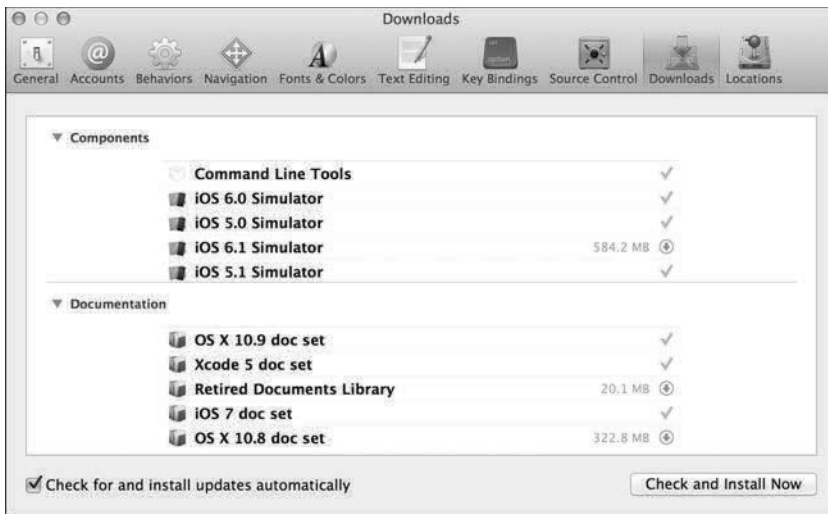 Downloads
General Accounts Behaviors Navigation Fonts & Colors Text Editing Key Bindings Source Control Downloads Locations
Components
Command Line Tools
iOS 6.0 Simulator
iOS 5.0 Simulator
iOS 6.1 Simulator 584.2 MB
iOS 5.1 Simulator
Documentation
OS X 10.9 doc set
Xcode 5 doc set
Retired Documents Library 20.1 MB
iOS 7 doc set
OS X 10.8 doc set 322.8 MB
Check for and install updates automatically Check and Install Now